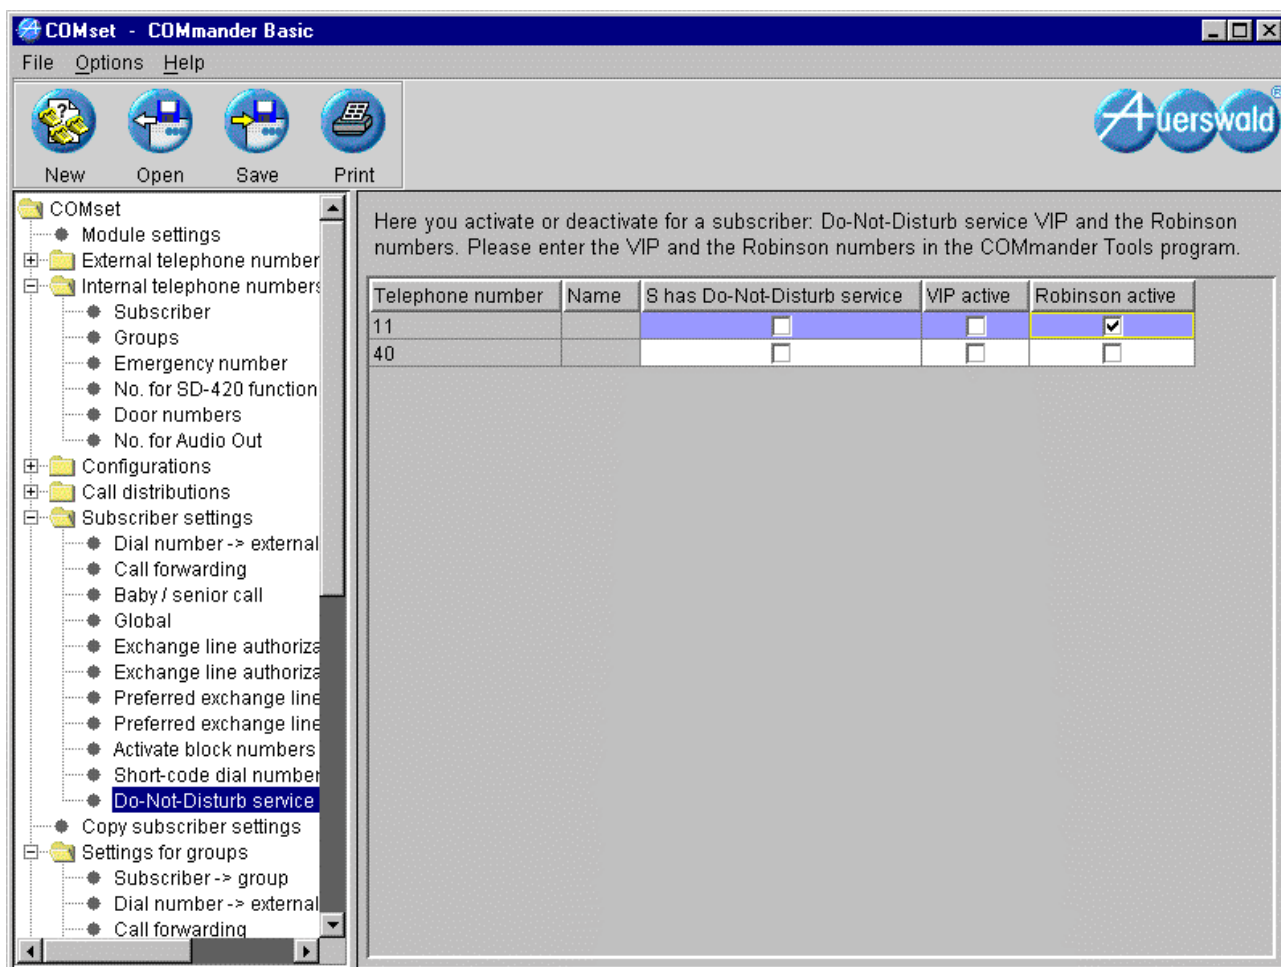 COMset - COMmander Basic
File Options Help
New Open Save Print
Auerswald®
COMset
Module settings
External telephone number
Internal telephone numbers
Subscriber
Groups
Emergency number
No. for SD-420 function
Door numbers
No. for Audio Out
Configurations
Call distributions
Subscriber settings
Dial number -> external
Call forwarding
Baby / senior call
Global
Exchange line authoriza
Exchange line authoriza
Preferred exchange line
Preferred exchange line
Activate block numbers
Short-code dial number
Do-Not-Disturb service
Copy subscriber settings
Settings for groups
Subscriber -> group
Dial number -> external
Call forwarding
Here you activate or deactivate for a subscriber: Do-Not-Disturb service VIP and the Robinson
numbers. Please enter the VIP and the Robinson numbers in the COMmander Tools program.
Telephone number Name S has Do-Not-Disturb service VIP active Robinson active
11
40